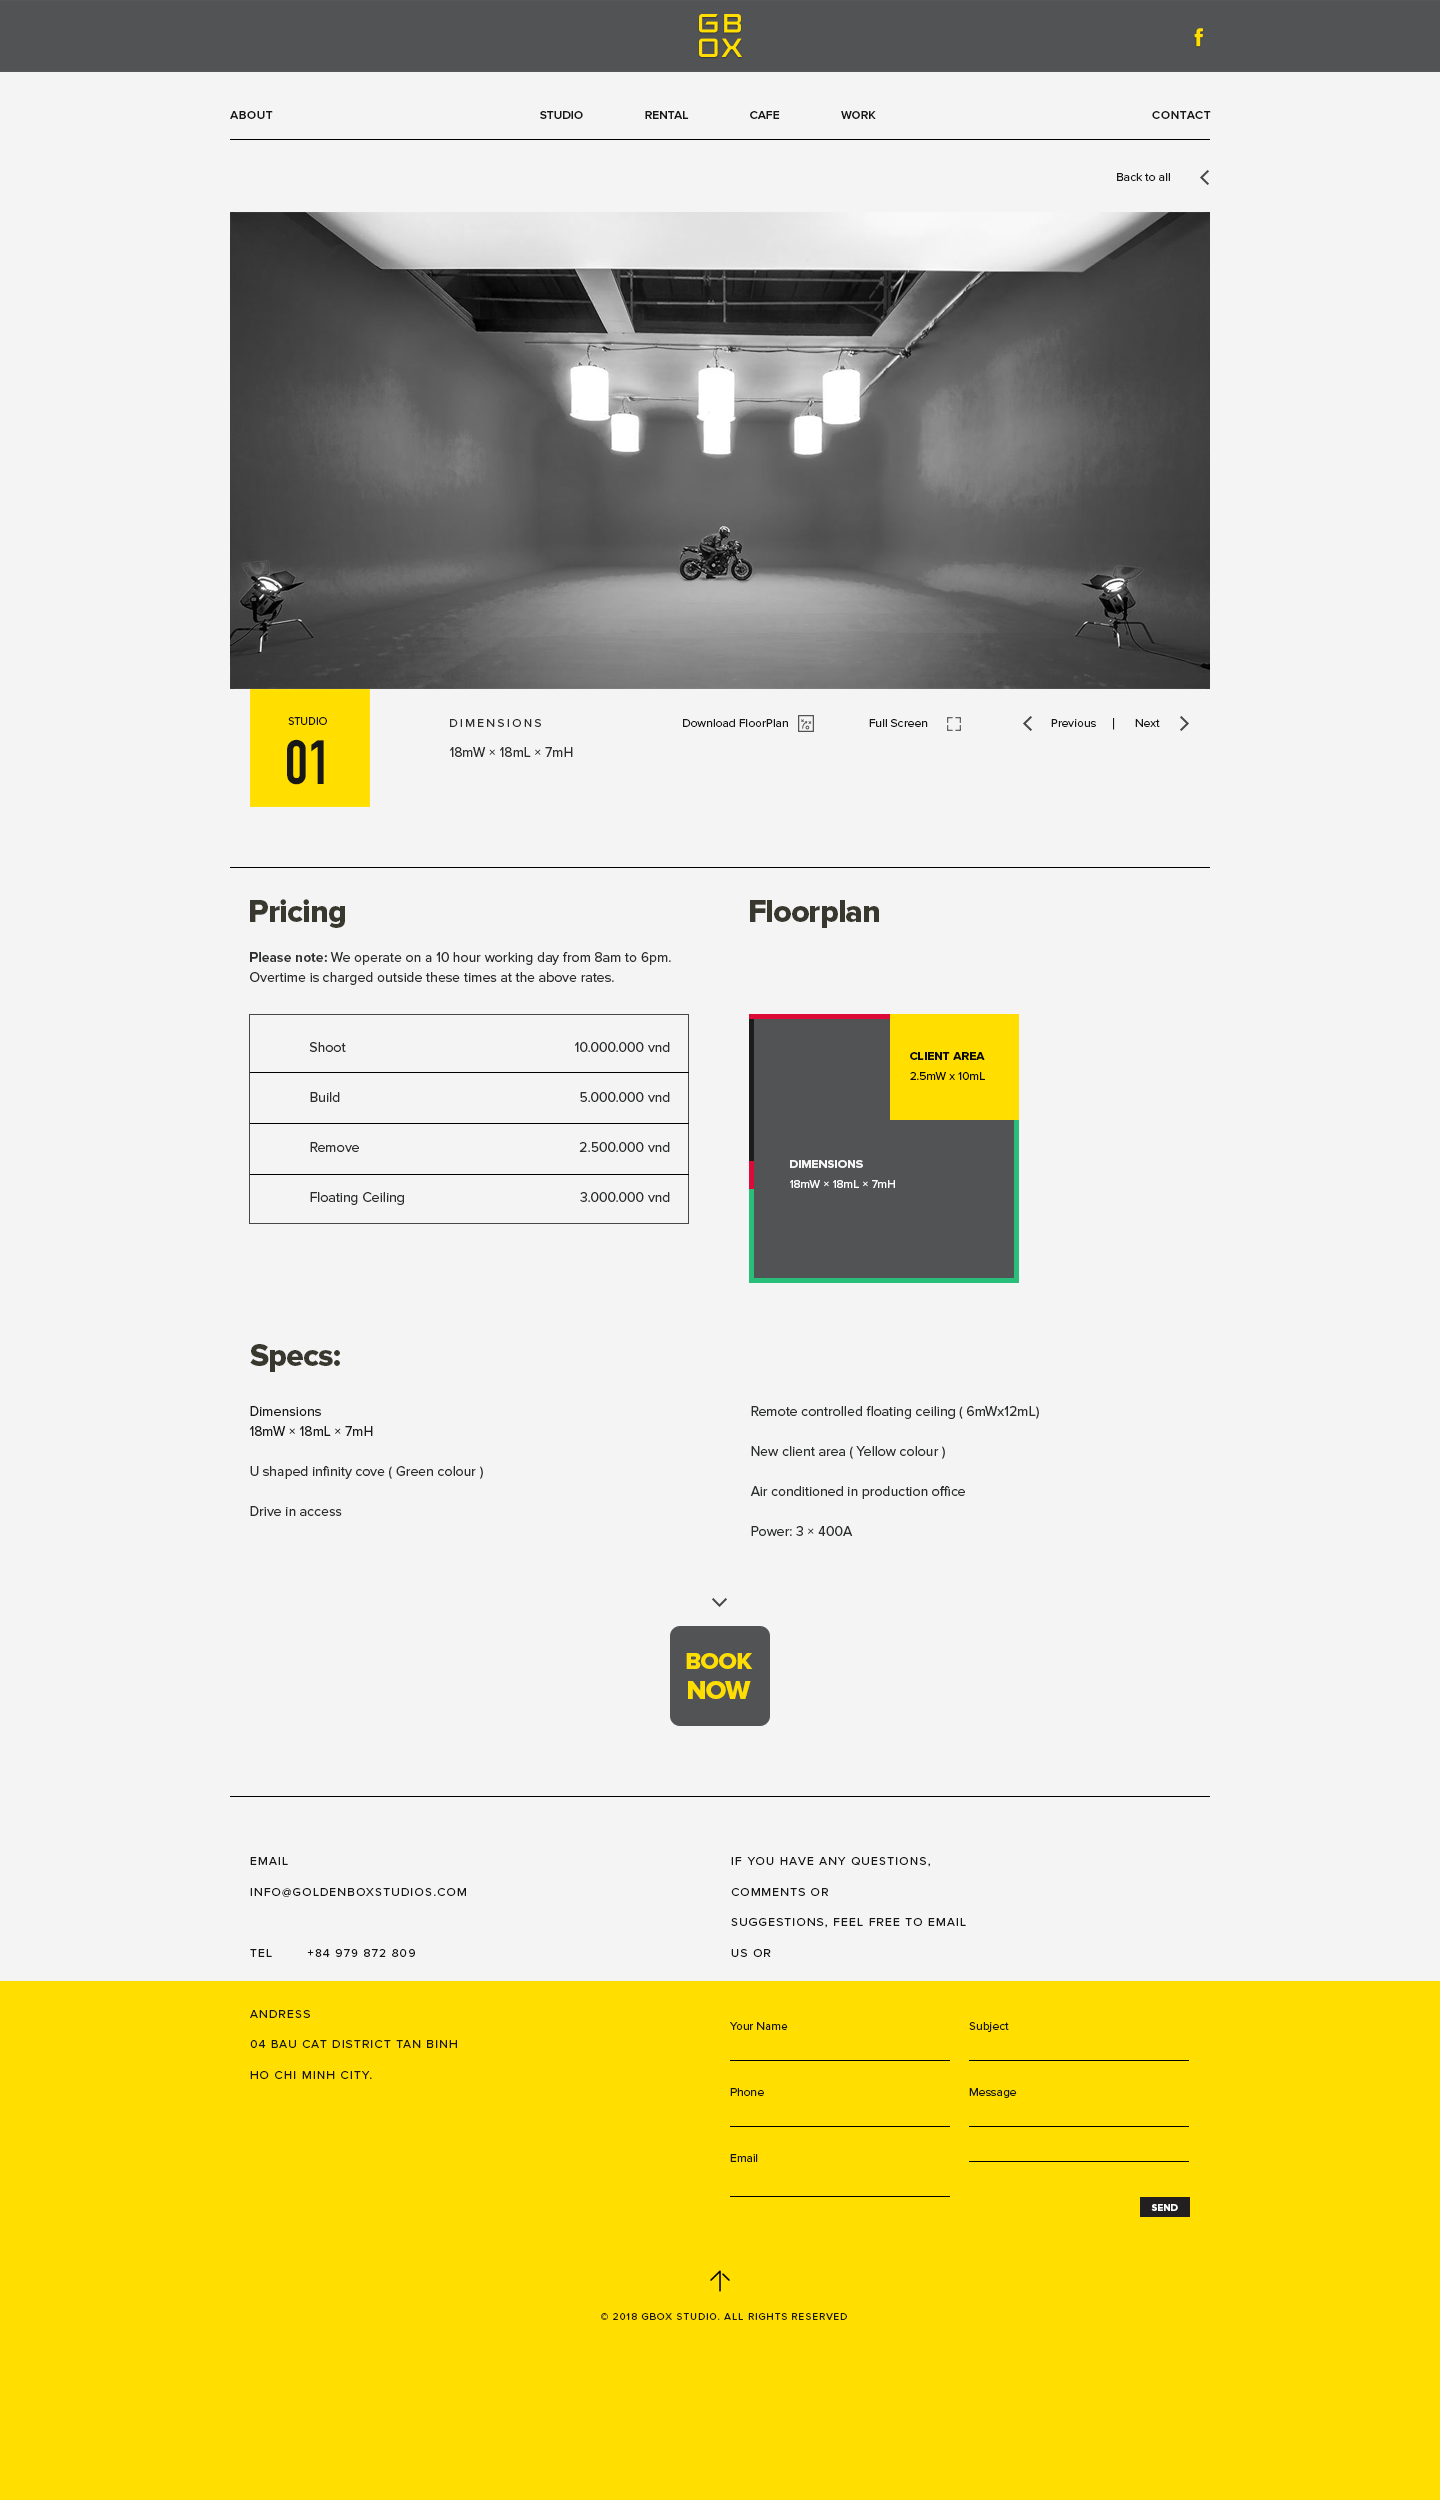 GB
OX
f
ABOUT STUDIO RENTAL CAFE WORK CONTACT
Back to all
STUDIO
01
DIMENSIONS
18mW × 18mL × 7mH
Download FloorPlan
Full Screen
Previous | Next
Pricing
Please note: We operate on a 10 hour working day from 8am to 6pm.
Overtime is charged outside these times at the above rates.
Shoot 10.000.000 vnd
Build 5.000.000 vnd
Remove 2.500.000 vnd
Floating Ceiling 3.000.000 vnd
Floorplan
CLIENT AREA
2.5mW x 10mL
DIMENSIONS
18mW × 18mL × 7mH
Specs:
Dimensions
18mW × 18mL × 7mH
U shaped infinity cove ( Green colour )
Drive in access
Remote controlled floating ceiling ( 6mWx12mL)
New client area ( Yellow colour )
Air conditioned in production office
Power: 3 × 400A
BOOK
NOW
EMAIL
INFO@GOLDENBOXSTUDIOS.COM
TEL +84 979 872 809
ANDRESS
04 BAU CAT DISTRICT TAN BINH
HO CHI MINH CITY.
IF YOU HAVE ANY QUESTIONS,
COMMENTS OR
SUGGESTIONS, FEEL FREE TO EMAIL
US OR
Your Name
Subject
Phone
Message
Email
SEND
© 2018 GBOX STUDIO. ALL RIGHTS RESERVED